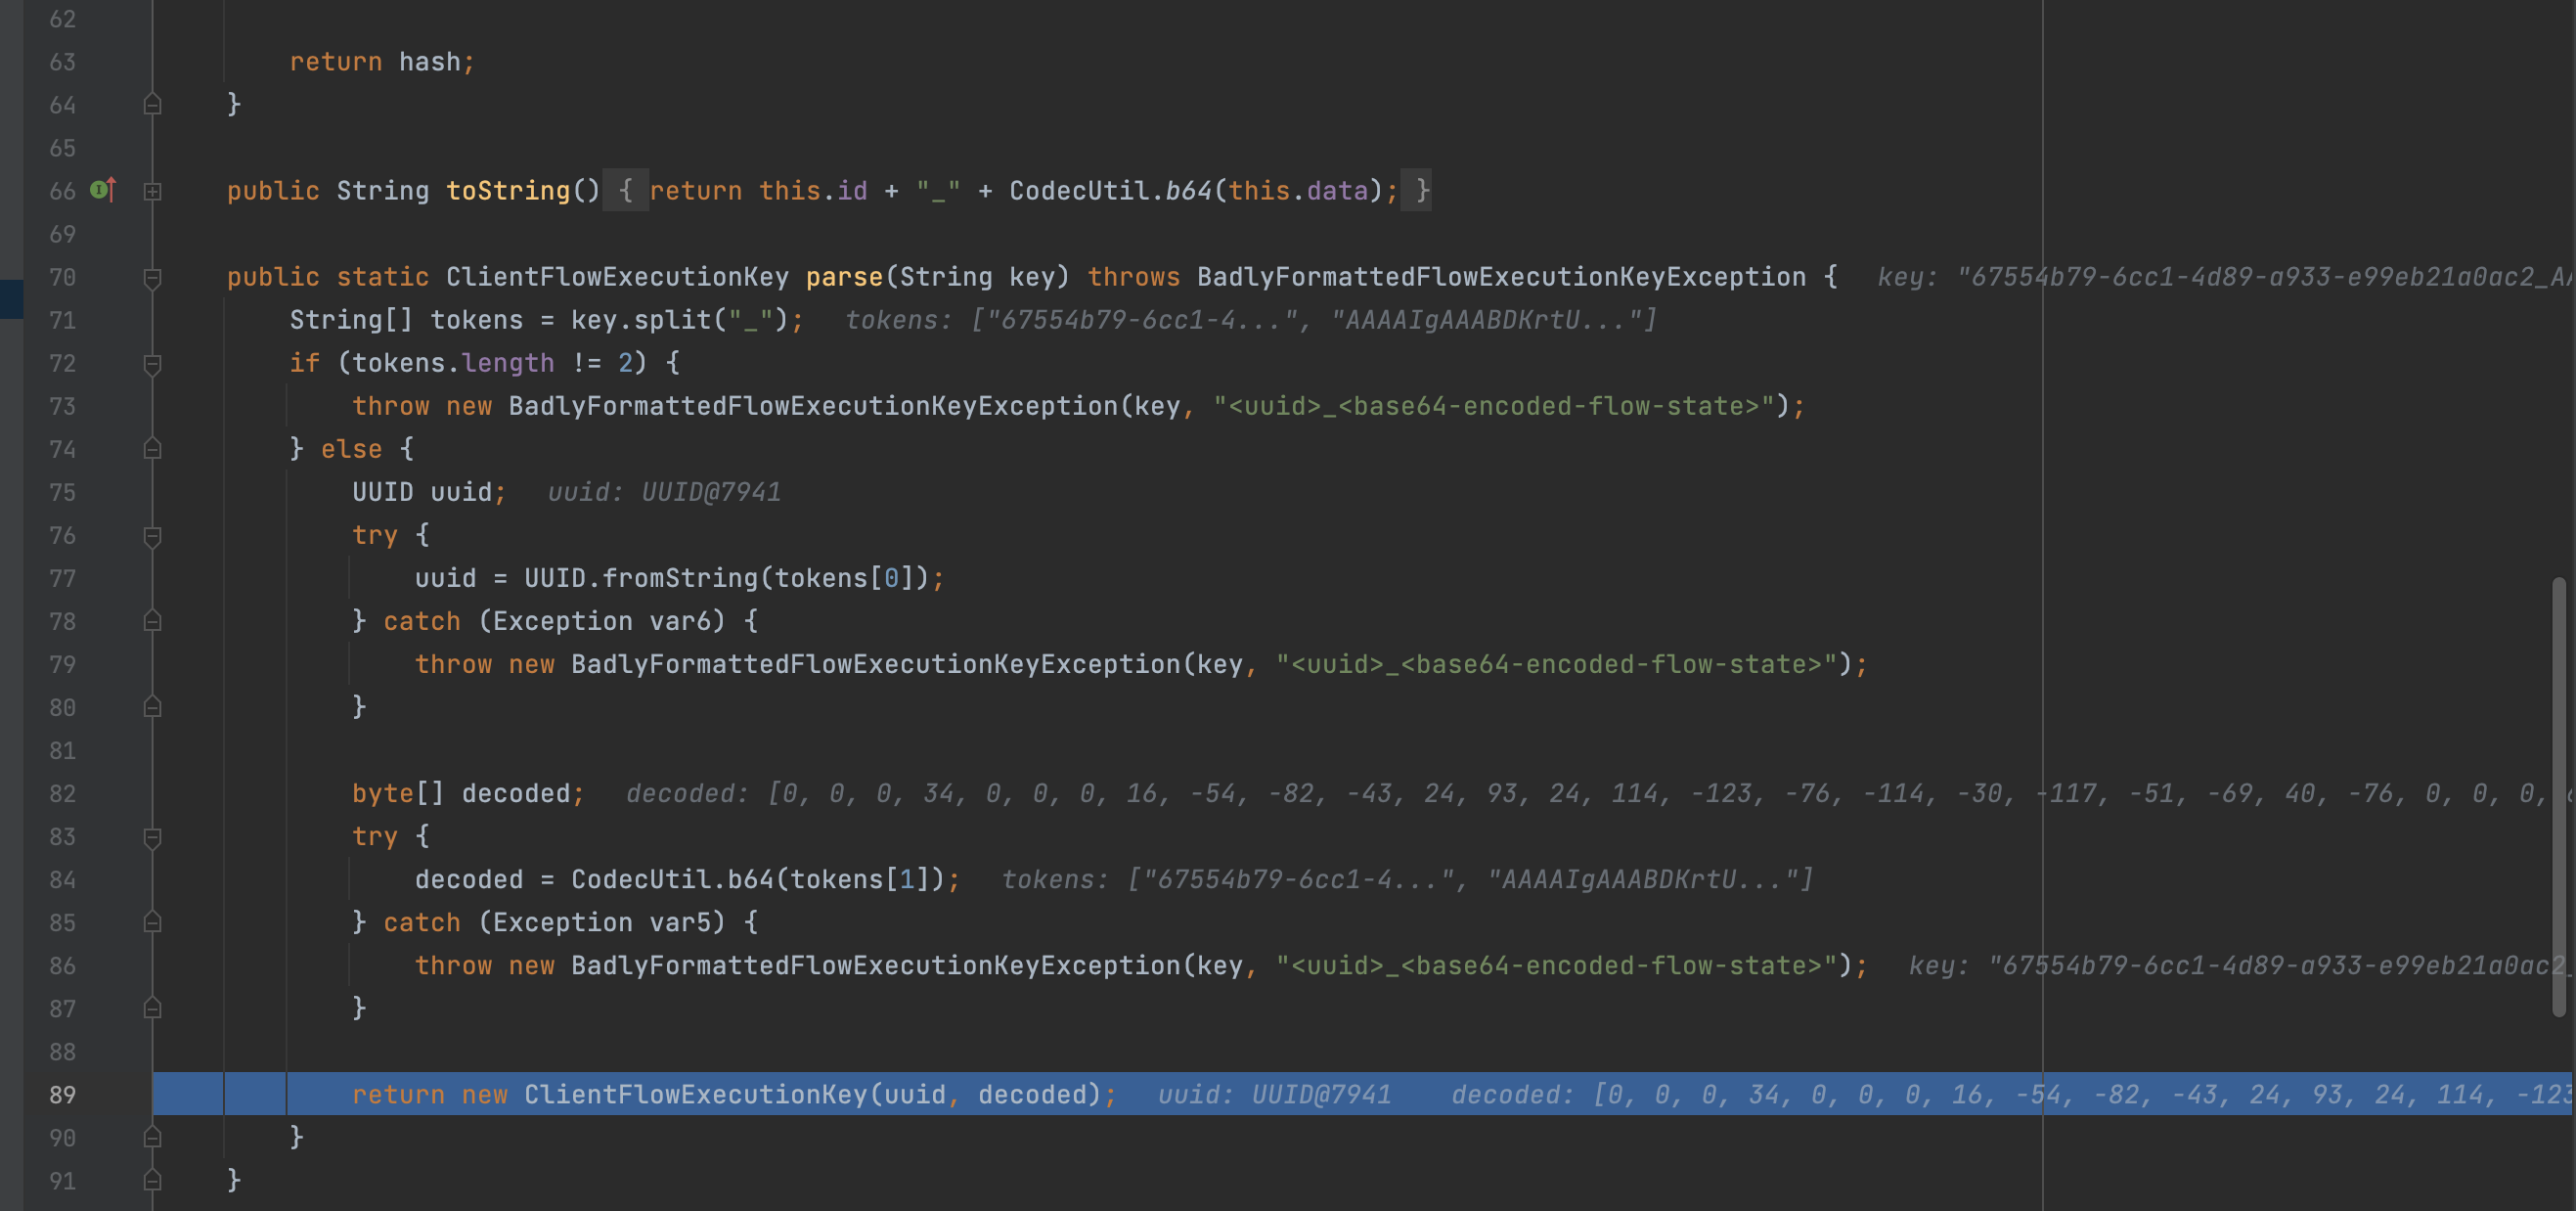 62
63 return hash;
64 }
65
66 public String toString() { return this.id + "_" + CodecUtil.b64(this.data); }
69
70 public static ClientFlowExecutionKey parse(String key) throws BadlyFormattedFlowExecutionKeyException { key: "67554b79-6cc1-4d89-a933-e99eb21a0ac2_AA
71 String[] tokens = key.split("_"); tokens: ["67554b79-6cc1-4...", "AAAAIgAAABDKrtU..."]
72 if (tokens.length != 2) {
73 throw new BadlyFormattedFlowExecutionKeyException(key, "<uuid>_<base64-encoded-flow-state>");
74 } else {
75 UUID uuid; uuid: UUID@7941
76 try {
77 uuid = UUID.fromString(tokens[0]);
78 } catch (Exception var6) {
79 throw new BadlyFormattedFlowExecutionKeyException(key, "<uuid>_<base64-encoded-flow-state>");
80 }
81
82 byte[] decoded; decoded: [0, 0, 0, 34, 0, 0, 0, 16, -54, -82, -43, 24, 93, 24, 114, -123, -76, -114, -30, -117, -51, -69, 40, -76, 0, 0, 0,
83 try {
84 decoded = CodecUtil.b64(tokens[1]); tokens: ["67554b79-6cc1-4...", "AAAAIgAAABDKrtU..."]
85 } catch (Exception var5) {
86 throw new BadlyFormattedFlowExecutionKeyException(key, "<uuid>_<base64-encoded-flow-state>"); key: "67554b79-6cc1-4d89-a933-e99eb21a0ac2_
87 }
88
89 return new ClientFlowExecutionKey(uuid, decoded); uuid: UUID@7941 decoded: [0, 0, 0, 34, 0, 0, 0, 16, -54, -82, -43, 24, 93, 24, 114, -123
90 }
91 }